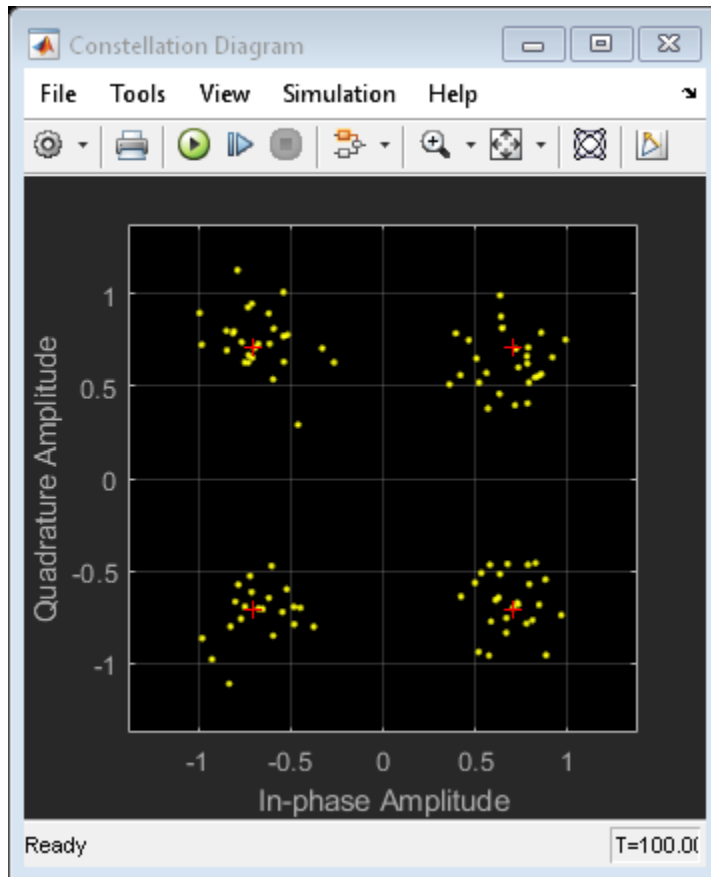 Constellation Diagram
File Tools View Simulation Help
Quadrature Amplitude
1
0.5
0
-0.5
-1
-1 -0.5 0 0.5 1
In-phase Amplitude
Ready T=100.0